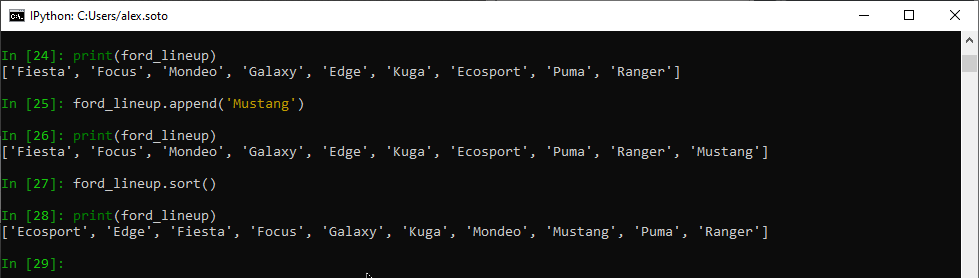 IPython: C:Users/alex.soto
In [24]: print(ford_lineup)
['Fiesta', 'Focus', 'Mondeo', 'Galaxy', 'Edge', 'Kuga', 'Ecosport', 'Puma', 'Ranger']
In [25]: ford_lineup.append('Mustang')
In [26]: print(ford_lineup)
['Fiesta', 'Focus', 'Mondeo', 'Galaxy', 'Edge', 'Kuga', 'Ecosport', 'Puma', 'Ranger', 'Mustang']
In [27]: ford_lineup.sort()
In [28]: print(ford_lineup)
['Ecosport', 'Edge', 'Fiesta', 'Focus', 'Galaxy', 'Kuga', 'Mondeo', 'Mustang', 'Puma', 'Ranger']
In [29]: